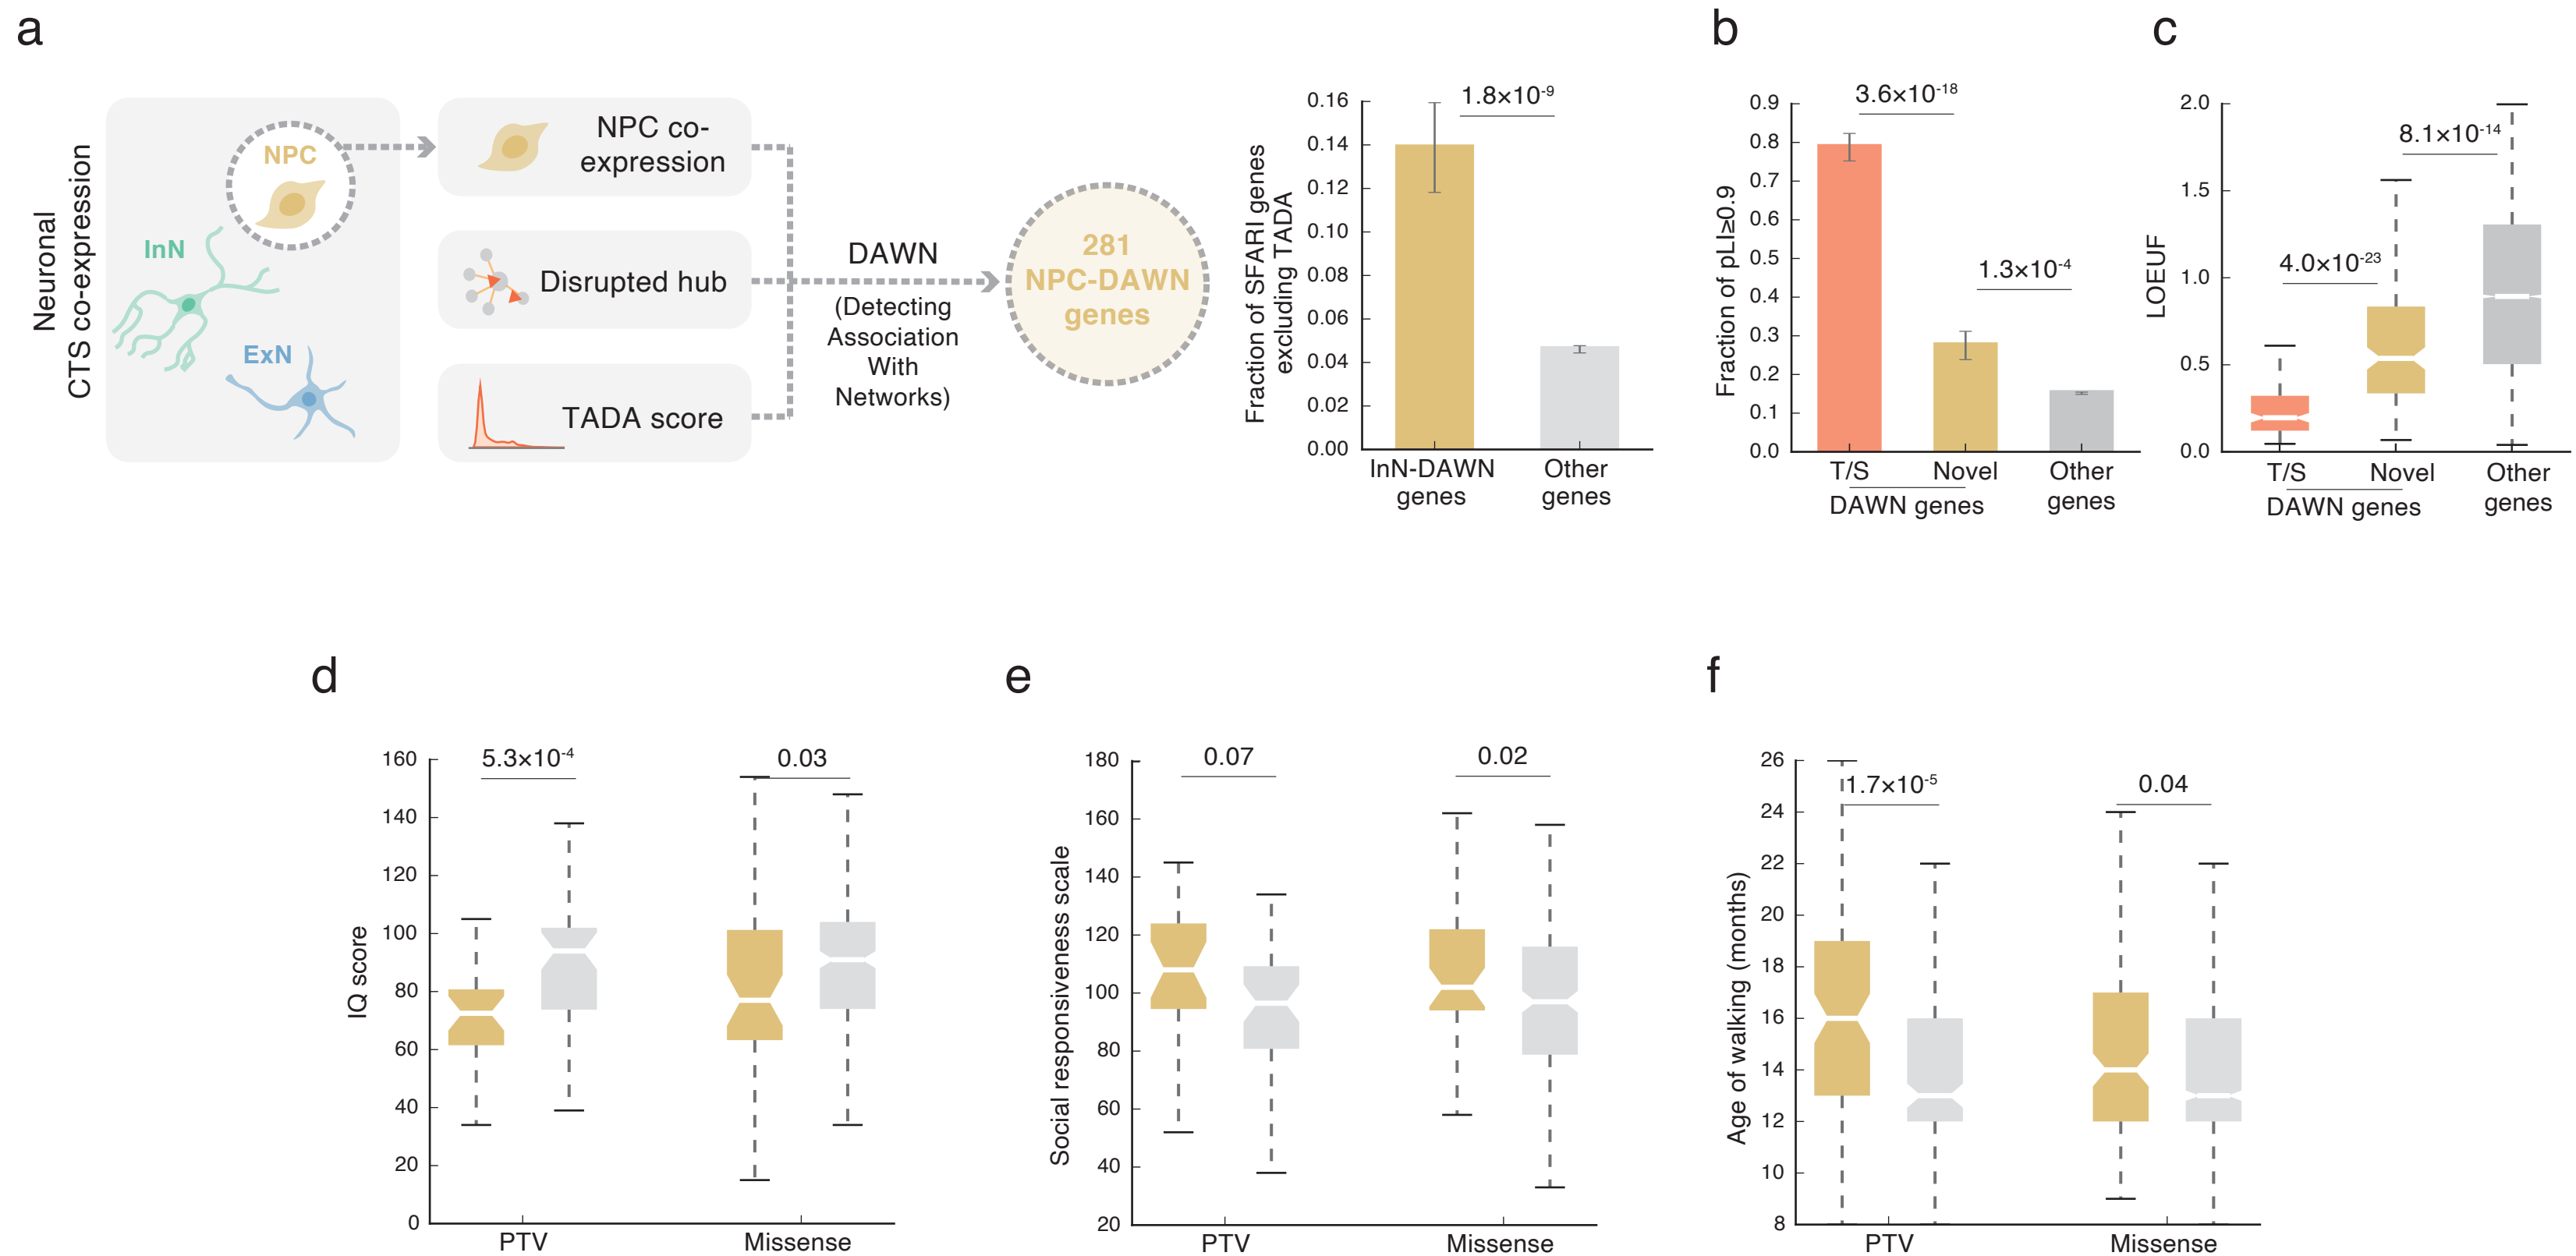 a
Neuronal
CTS co-expression
NPC
InN
ExN
NPC co-
expression
Disrupted hub
TADA score
DAWN
(Detecting
Association
With
Networks)
281
NPC-DAWN
genes
Fraction of SFARI genes
excluding TADA
0.16
0.14
0.12
0.10
0.08
0.06
0.04
0.02
0.00
1.8×10-9
InN-DAWN
genes
Other
genes
b
Fraction of pLI≥0.9
0.9
0.8
0.7
0.6
0.5
0.4
0.3
0.2
0.1
0.0
3.6×10-18
1.3×10-4
T/S
Novel
Other
genes
DAWN genes
c
LOEUF
2.0
1.5
1.0
0.5
0.0
4.0×10-23
8.1×10-14
T/S
Novel
Other
genes
DAWN genes
d
IQ score
160
140
120
100
80
60
40
20
0
5.3×10-4
0.03
PTV
Missense
e
Social responsiveness scale
180
160
140
120
100
80
60
40
20
0.07
0.02
PTV
Missense
f
Age of walking (months)
26
24
22
20
18
16
14
12
10
8
1.7×10-5
0.04
PTV
Missense